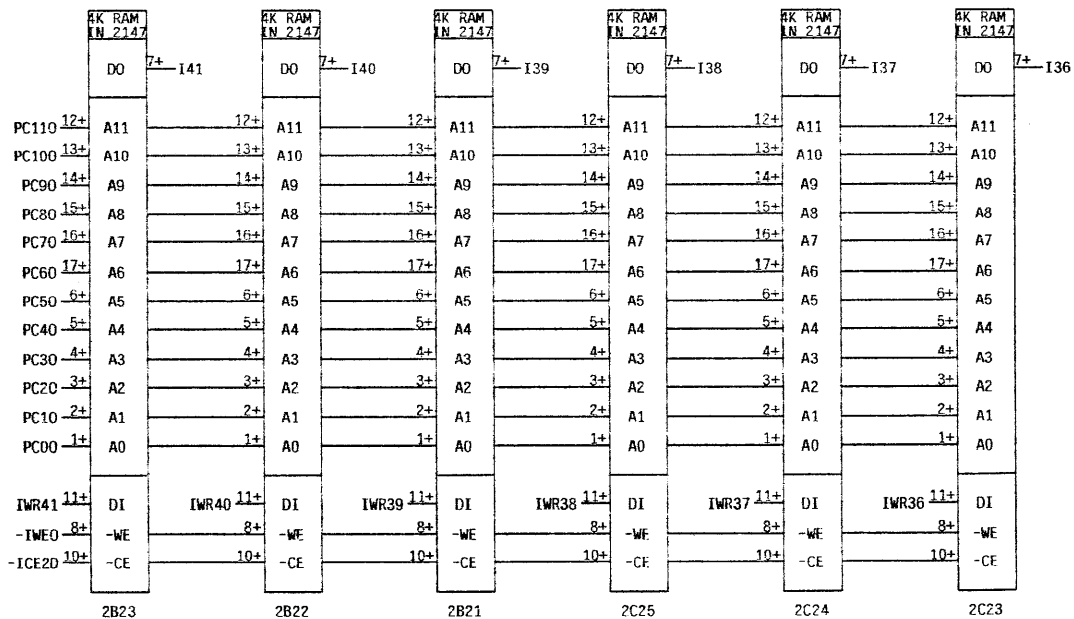 4K RAM 4K RAM 4K RAM 4K RAM 4K RAM 4K RAM
IN 2147 IN 2147 IN 2147 IN 2147 IN 2147 IN 2147
DO 7+ I41 DO 7+ I40 DO 7+ I39 DO 7+ I38 DO 7+ I37 DO 7+ I36
PC110 12+ A11 12+ A11 12+ A11 12+ A11 12+ A11 12+ A11
PC100 13+ A10 13+ A10 13+ A10 13+ A10 13+ A10 13+ A10
PC90 14+ A9 14+ A9 14+ A9 14+ A9 14+ A9 14+ A9
PC80 15+ A8 15+ A8 15+ A8 15+ A8 15+ A8 15+ A8
PC70 16+ A7 16+ A7 16+ A7 16+ A7 16+ A7 16+ A7
PC60 17+ A6 17+ A6 17+ A6 17+ A6 17+ A6 17+ A6
PC50 6+ A5 6+ A5 6+ A5 6+ A5 6+ A5 6+ A5
PC40 5+ A4 5+ A4 5+ A4 5+ A4 5+ A4 5+ A4
PC30 4+ A3 4+ A3 4+ A3 4+ A3 4+ A3 4+ A3
PC20 3+ A2 3+ A2 3+ A2 3+ A2 3+ A2 3+ A2
PC10 2+ A1 2+ A1 2+ A1 2+ A1 2+ A1 2+ A1
PC00 1+ A0 1+ A0 1+ A0 1+ A0 1+ A0 1+ A0
IWR41 11+ DI IWR40 11+ DI IWR39 11+ DI IWR38 11+ DI IWR37 11+ DI IWR36 11+ DI
-IWE0 8+ -WE 8+ -WE 8+ -WE 8+ -WE 8+ -WE 8+ -WE
-ICE2D 10+ -CE 10+ -CE 10+ -CE 10+ -CE 10+ -CE 10+ -CE
2B23 2B22 2B21 2C25 2C24 2C23